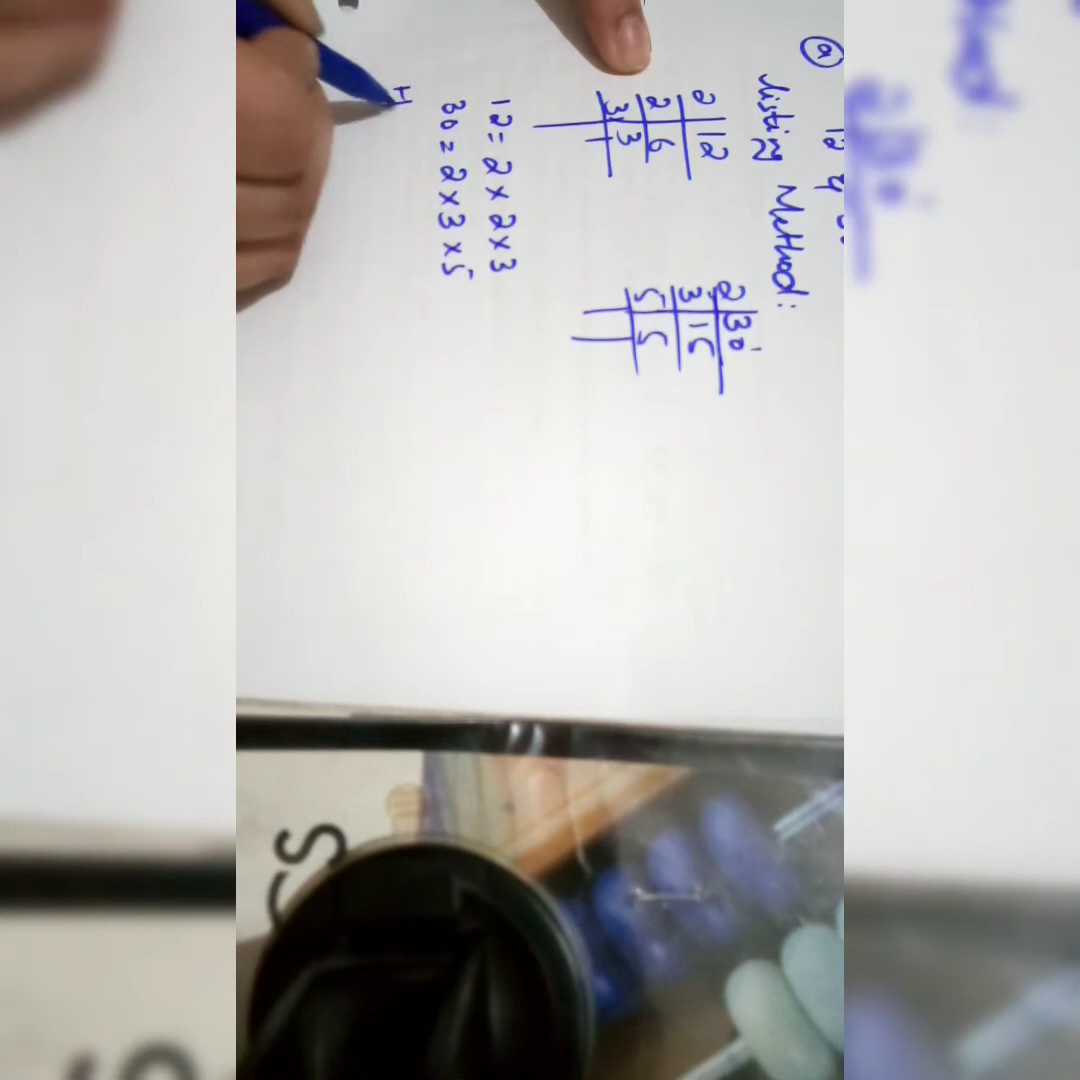 a 12 &
listing Method:
2 | 12
2 | 6
3 | 3
1
2 | 30
3 | 15
5 | 5
1
12 = 2 × 2 × 3
30 = 2 × 3 × 5
H